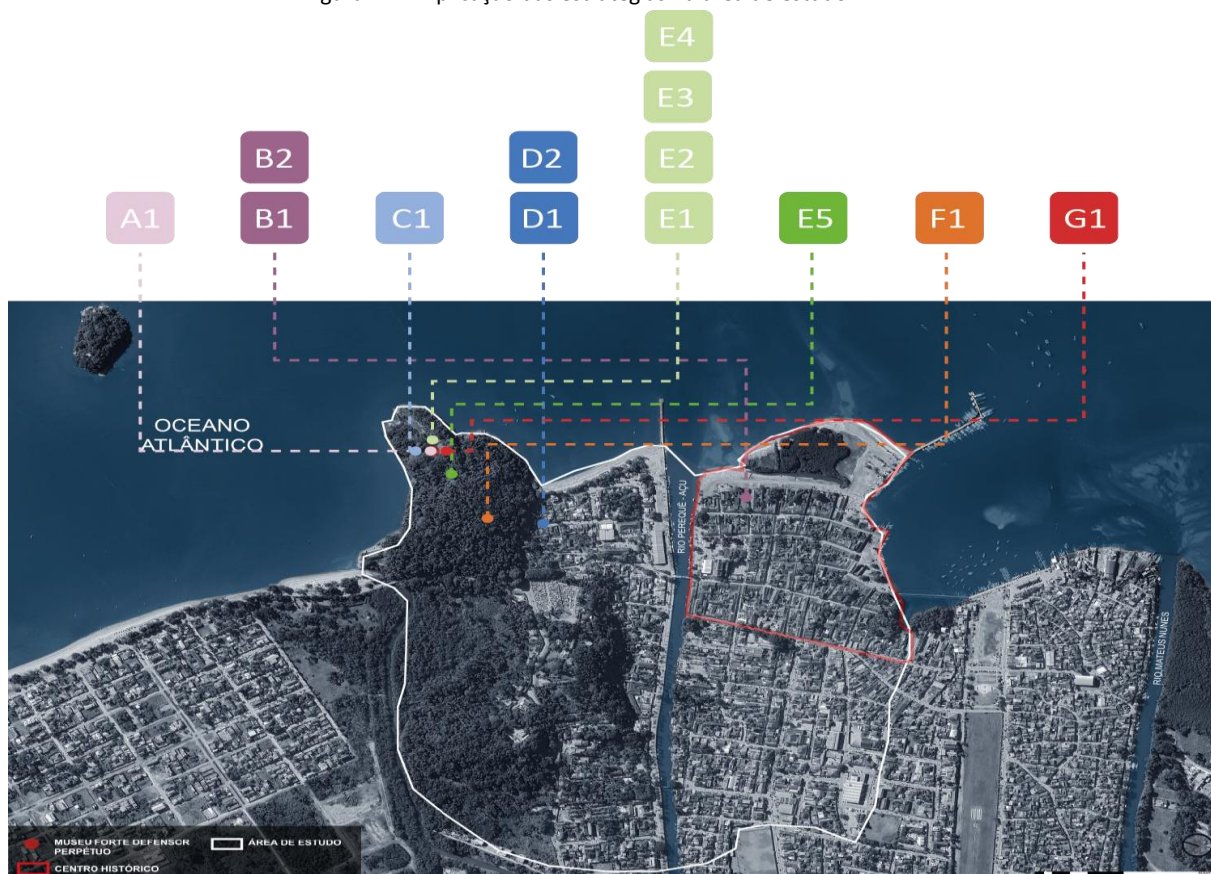 E4
E3
B2
D2
E2
A1
B1
C1
D1
E1
E5
F1
G1
OCEANO
ATLÂNTICO
RIO PEREQUÊ - AÇU
RIO MATEUS NUNES
MUSEU FORTE DEFENSOR
PERPÉTUO
ÁREA DE ESTUDO
CENTRO HISTÓRICO